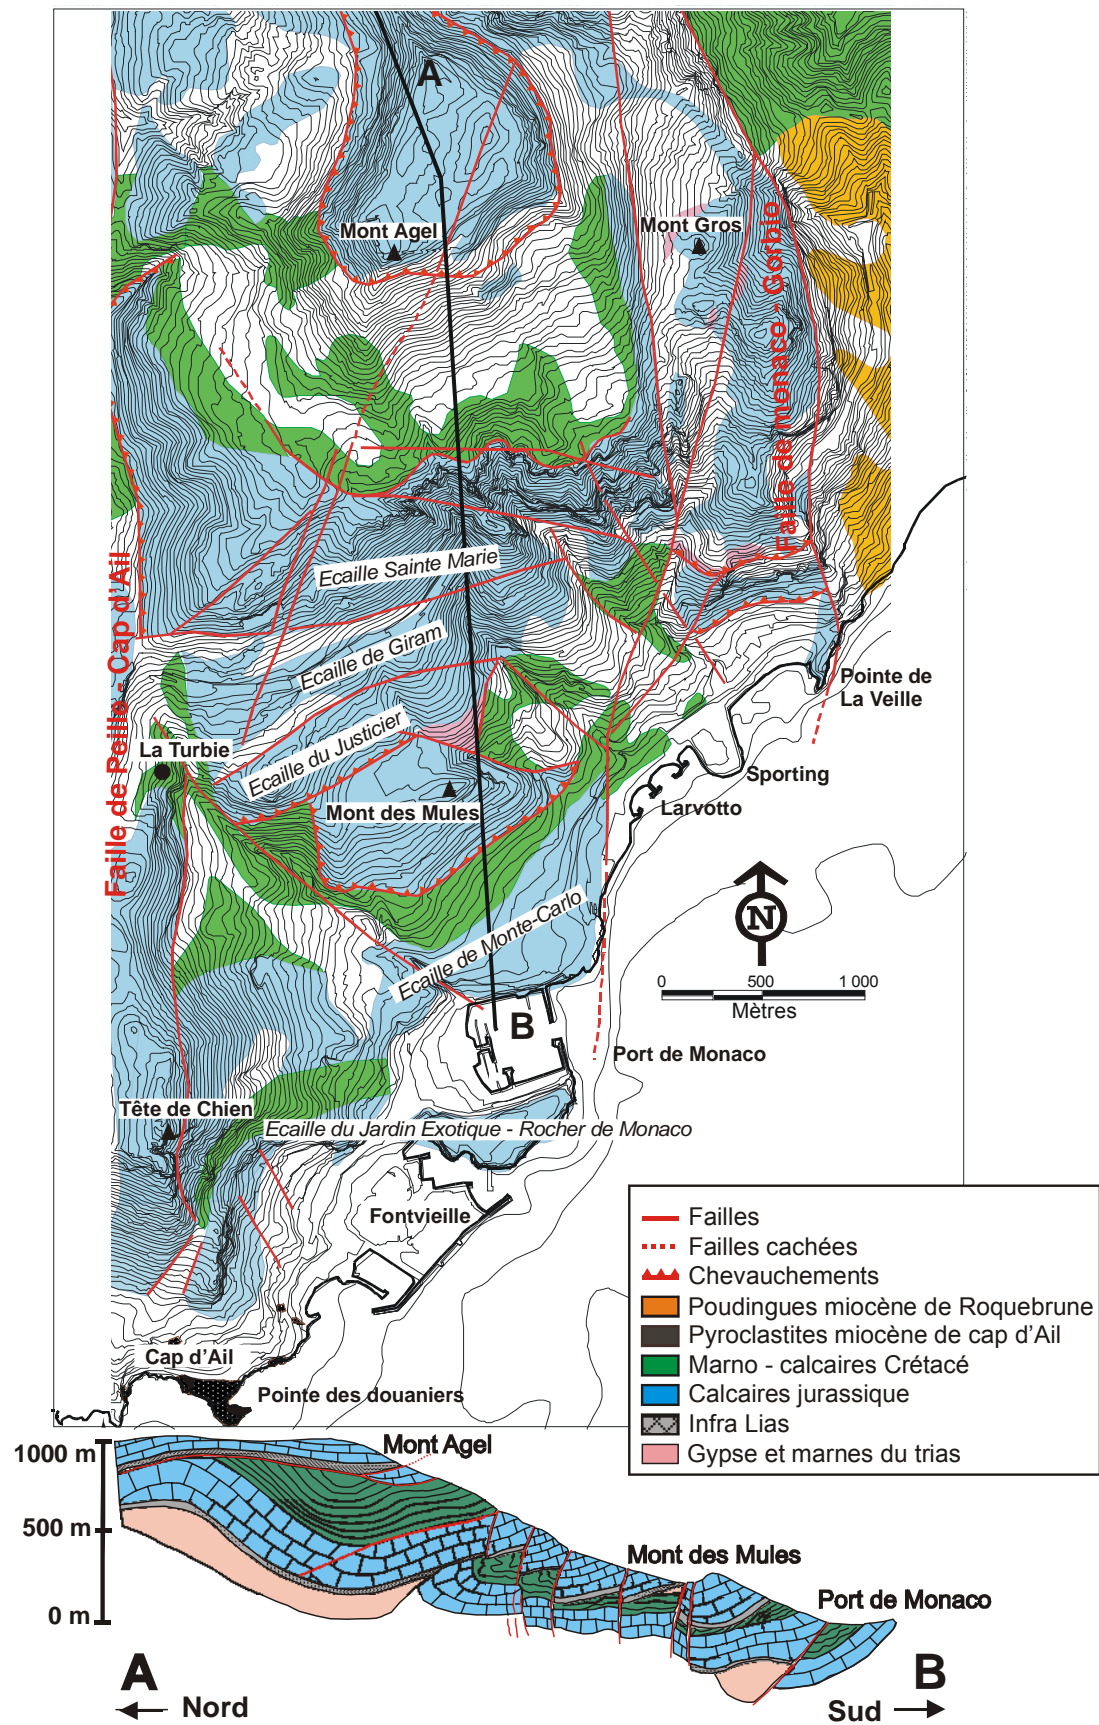 A
Mont Agel
Mont Gros
Faille de monaco - Gorbio
Ecaille Sainte Marie
Faille de Peille - Cap d'Ail
Ecaille de Giram
Pointe de
La Veille
Ecaille du Justicier
La Turbie
Sporting
Mont des Mules
Larvotto
Ecaille de Monte-Carlo
N
0 500 1 000
Mètres
B
Port de Monaco
Tête de Chien
Ecaille du Jardin Exotique - Rocher de Monaco
Fontvieille
Cap d'Ail
Pointe des douaniers
Failles
Failles cachées
Chevauchements
Poudingues miocène de Roquebrune
Pyroclastites miocène de cap d'Ail
Marno - calcaires Crétacé
Calcaires jurassique
Infra Lias
Gypse et marnes du trias
1000 m
Mont Agel
500 m
Mont des Mules
Port de Monaco
0 m
A
B
Nord
Sud